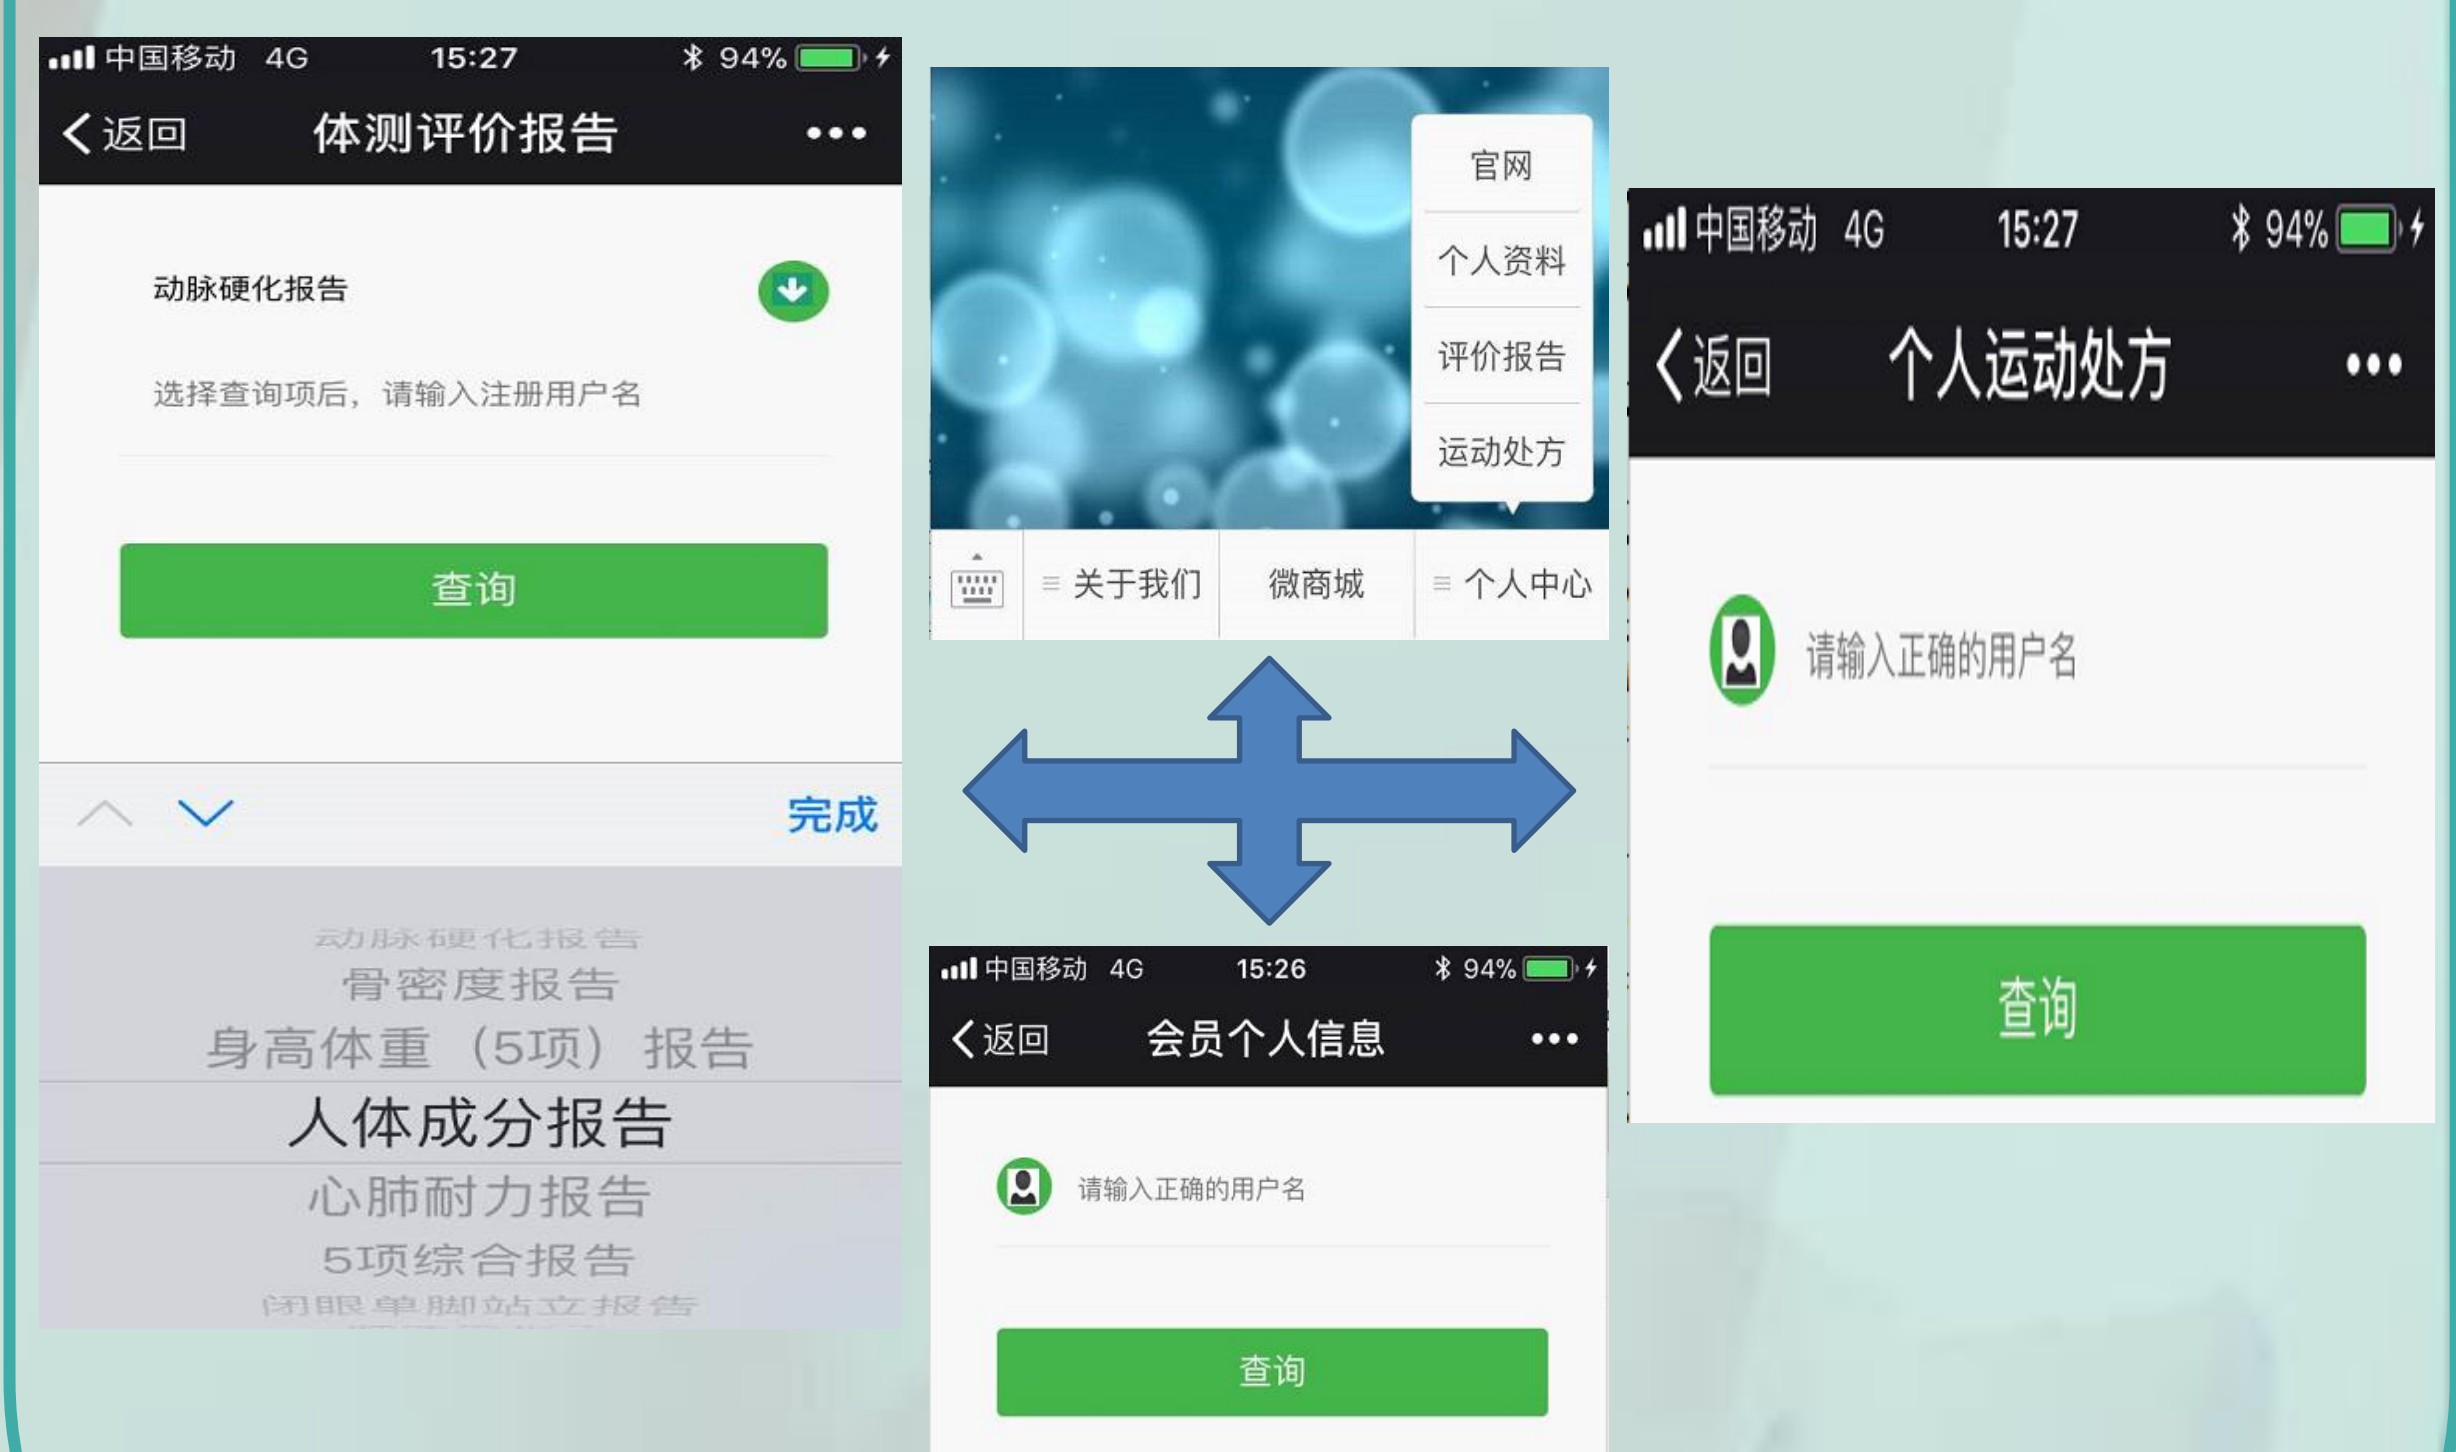 中国移动 4G 15:27 94%
返回 体测评价报告
动脉硬化报告
选择查询项后，请输入注册用户名
查询
完成
动脉硬化报告
骨密度报告
身高体重（5项）报告
人体成分报告
心肺耐力报告
5项综合报告
闭眼单脚站立报告
官网
个人资料
评价报告
运动处方
关于我们 微商城 个人中心
中国移动 4G 15:26 94%
返回 会员个人信息
请输入正确的用户名
查询
中国移动 4G 15:27 94%
返回 个人运动处方
请输入正确的用户名
查询